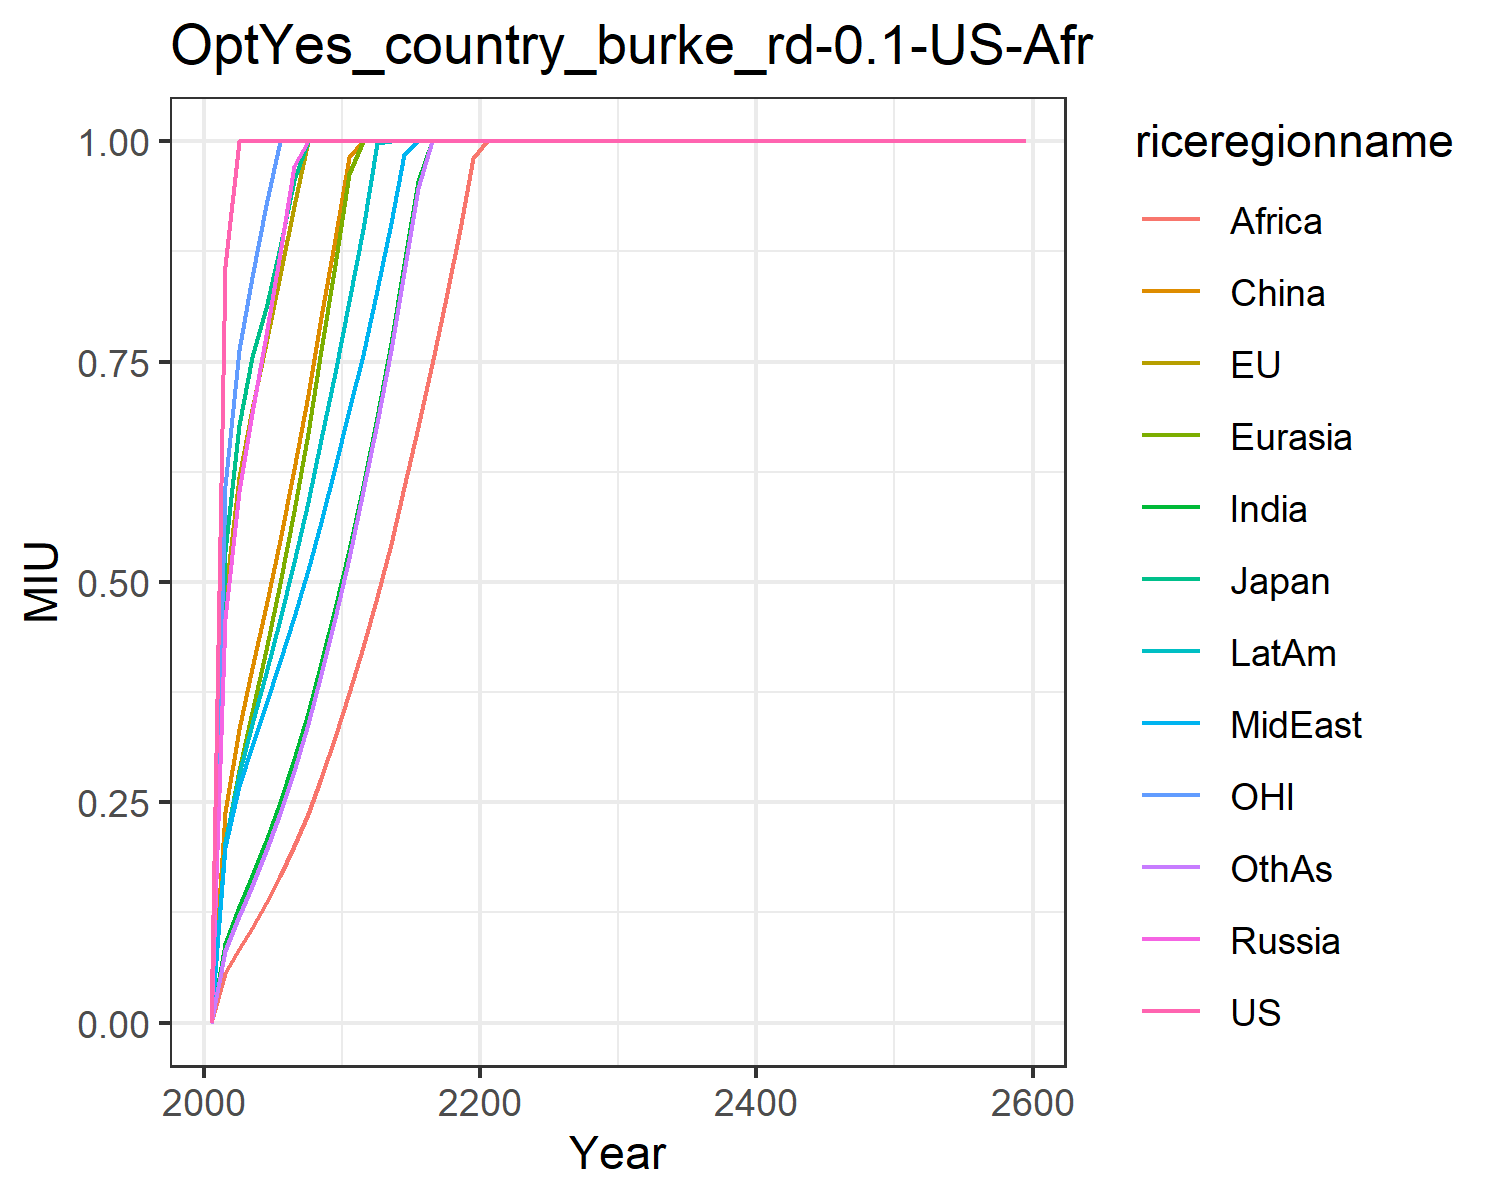 OptYes_country_burke_rd-0.1-US-Afr
1.00
0.75
0.50
0.25
0.00
MIU
2000 2200 2400 2600
Year
riceregionname
Africa
China
EU
Eurasia
India
Japan
LatAm
MidEast
OHI
OthAs
Russia
US